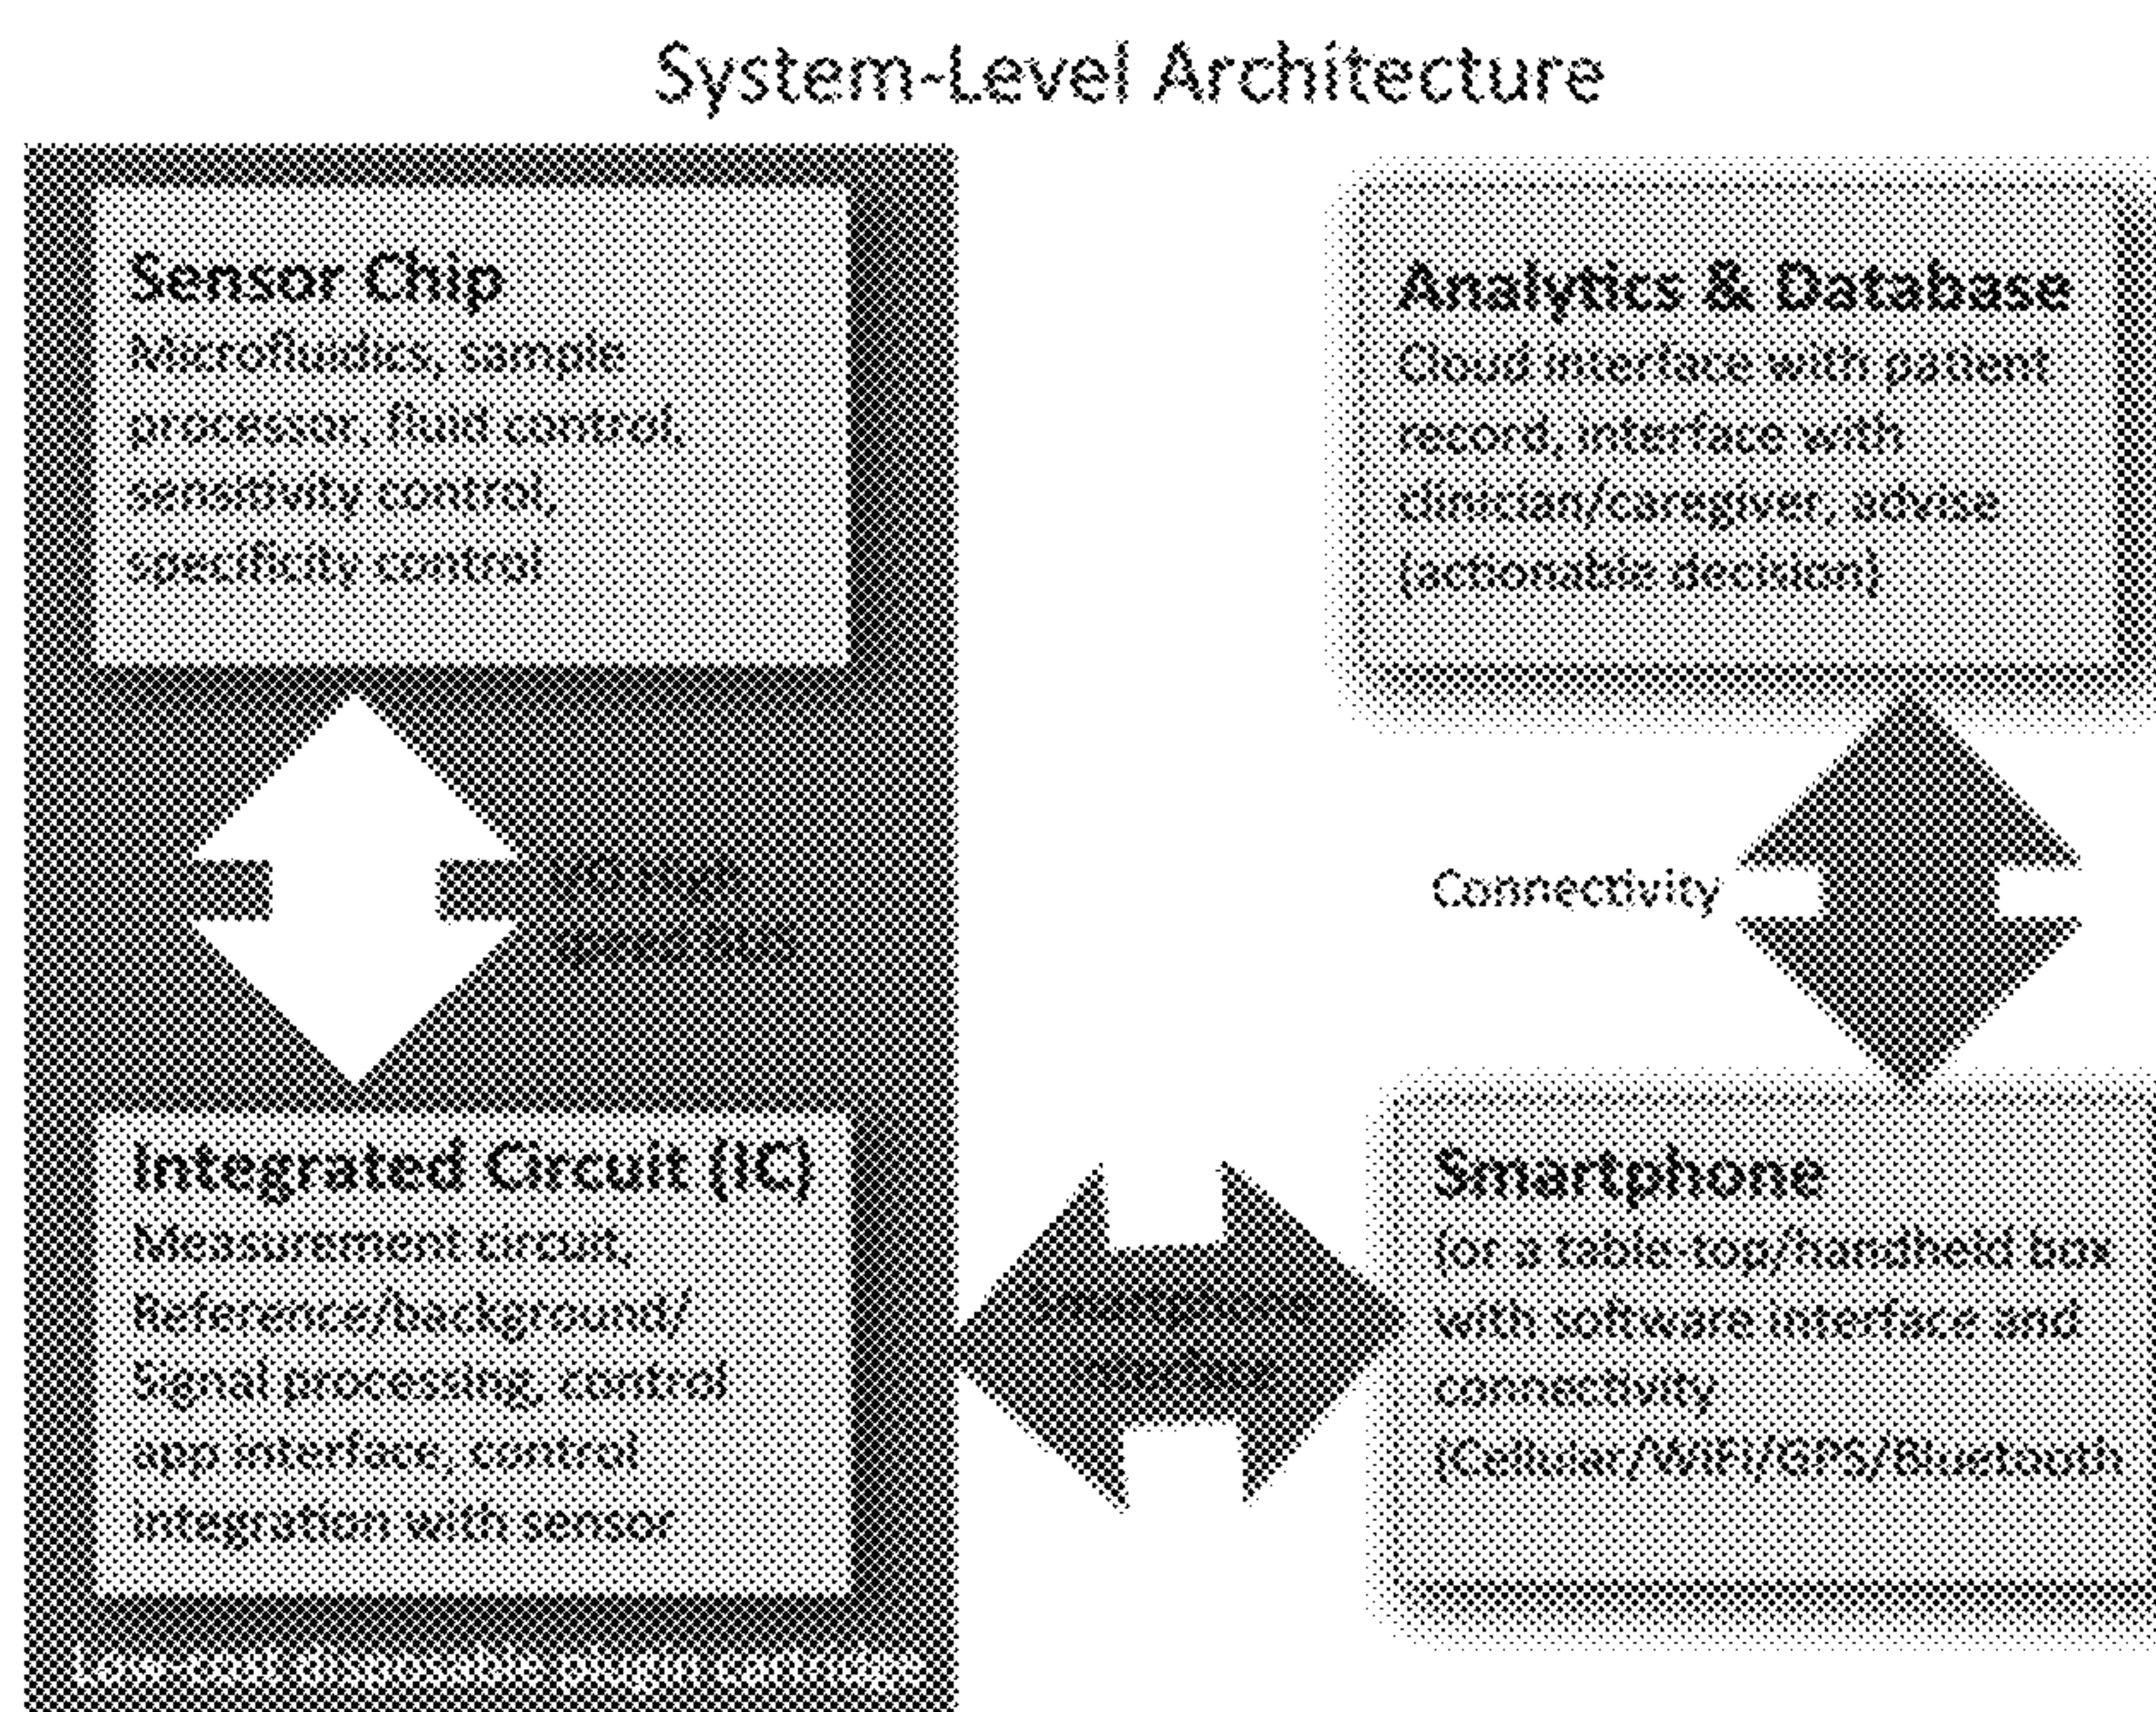 System-Level Architecture
Sensor Chip
Microfluidics, sample
processor, fluid control,
sensitivity control,
specificity control
Analytics & Database
Cloud interface with patient
record, interface with
clinician/caregiver, advise
(actionable decision)
Connectivity
Integrated Circuit (IC)
Measurement circuit,
Reference/background/
Signal processing, control
app interface, control
integration with sensor
Smartphone
(or a table-top/handheld box
with software interface and
connectivity
(Cellular/WiFi/GPS/Bluetooth